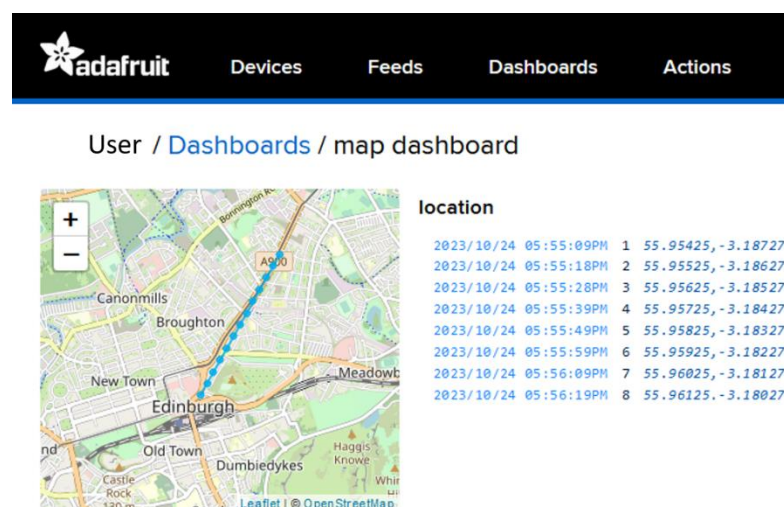 adafruit Devices Feeds Dashboards Actions
User / Dashboards / map dashboard
+
−
Bonnington
A900
Canonmills
Broughton
New Town
Meadowb
Edinburgh
Old Town
Haggis
Knowe
Dumbiedykes
Castle
Rock
130 m
Whin
Leaflet | © OpenStreetMap
location
2023/10/24 05:55:09PM 1 55.95425,-3.18727
2023/10/24 05:55:18PM 2 55.95525,-3.18627
2023/10/24 05:55:28PM 3 55.95625,-3.18527
2023/10/24 05:55:39PM 4 55.95725,-3.18427
2023/10/24 05:55:49PM 5 55.95825,-3.18327
2023/10/24 05:55:59PM 6 55.95925,-3.18227
2023/10/24 05:56:09PM 7 55.96025,-3.18127
2023/10/24 05:56:19PM 8 55.96125,-3.18027